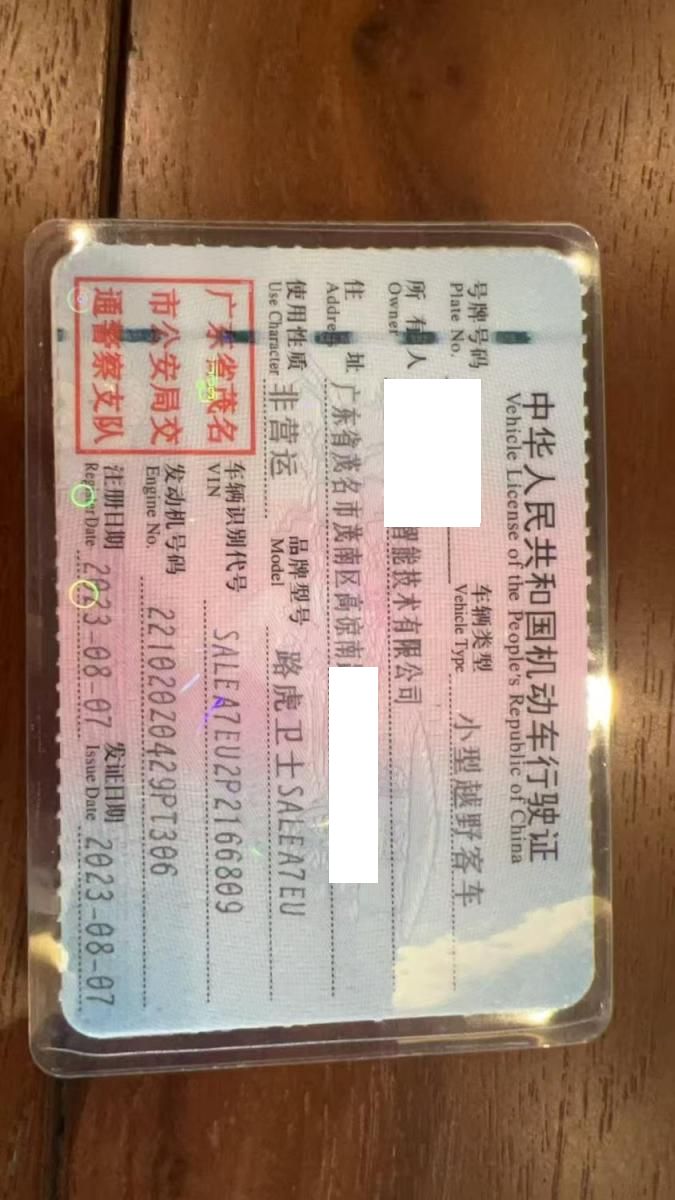 中华人民共和国机动车行驶证
Vehicle License of the People's Republic of China
号牌号码
Plate No.
车辆类型 小型越野客车
Vehicle Type
所有人 智能技术有限公司
Owner
住址 广东省茂名市茂南区高凉南
Address
使用性质 非营运
Use Character
品牌型号 路虎卫士SALEA7EU
Model
广东省茂名
市公安局交
通警察支队
车辆识别代号 SALEA7EU2P2166809
VIN
发动机号码 22102020429PT306
Engine No.
注册日期 2023-08-07
Register Date
发证日期 2023-08-07
Issue Date